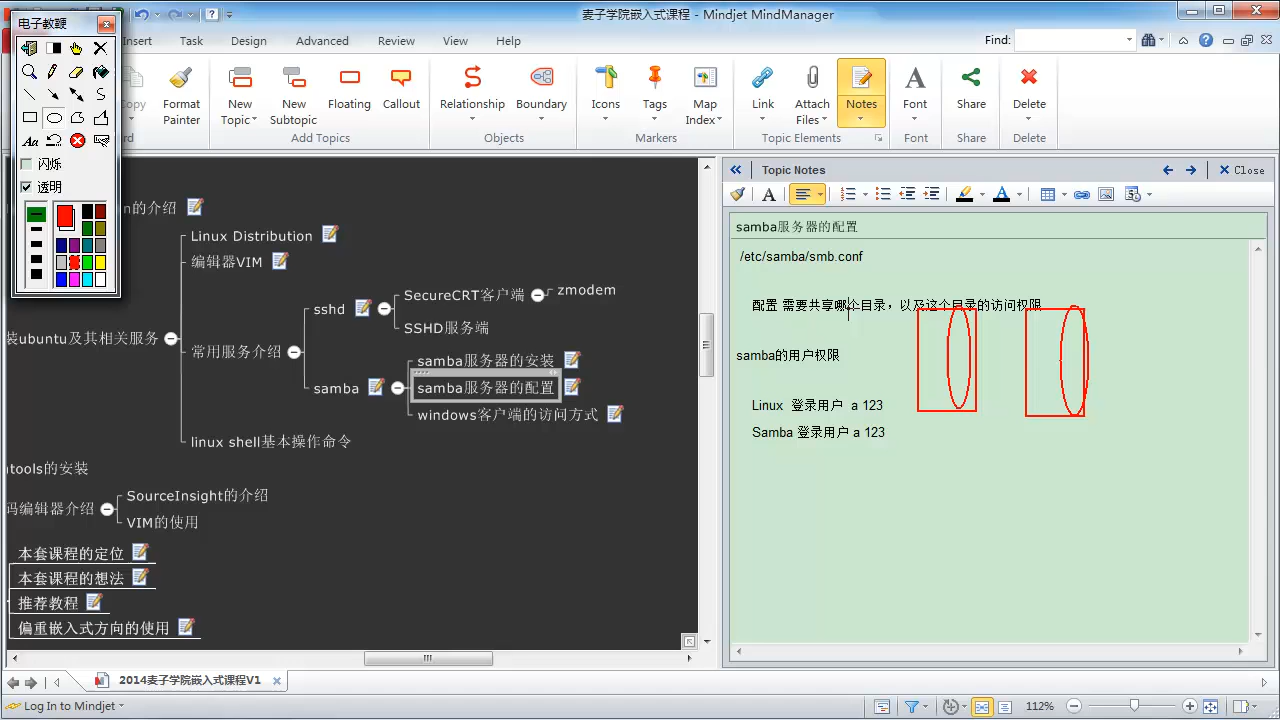 电子教鞭
麦子学院嵌入式课程 - Mindjet MindManager
Insert Task Design Advanced Review View Help
Find:
Copy
Format Painter
New Topic
New Subtopic
Floating
Callout
Relationship
Boundary
Icons
Tags
Map Index
Link
Attach Files
Notes
Font
Share
Delete
Add Topics
Objects
Markers
Topic Elements
Font
Share
Delete
Aa
闪烁
透明
的介绍
Linux Distribution
编辑器VIM
sshd
SecureCRT客户端
zmodem
SSHD服务端
装ubuntu及其相关服务
常用服务介绍
samba
samba服务器的安装
samba服务器的配置
windows客户端的访问方式
linux shell基本操作命令
tools的安装
码编辑器介绍
SourceInsight的介绍
VIM的使用
本套课程的定位
本套课程的想法
推荐教程
偏重嵌入式方向的使用
Topic Notes
Close
samba服务器的配置
/etc/samba/smb.conf
配置 需要共享哪个目录，以及这个目录的访问权限
samba的用户权限
Linux 登录用户 a 123
Samba 登录用户 a 123
2014麦子学院嵌入式课程V1
Log In to Mindjet
112%